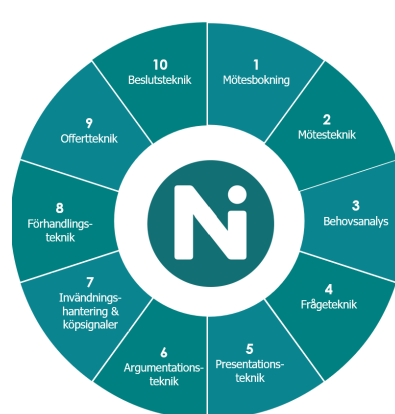 1
Mötesbokning
2
Mötesteknik
3
Behovsanalys
4
Frågeteknik
5
Presentations-
teknik
6
Argumentations-
teknik
7
Invändnings-
hantering &
köpsignaler
8
Förhandlings-
teknik
9
Offertteknik
10
Beslutsteknik
Ni